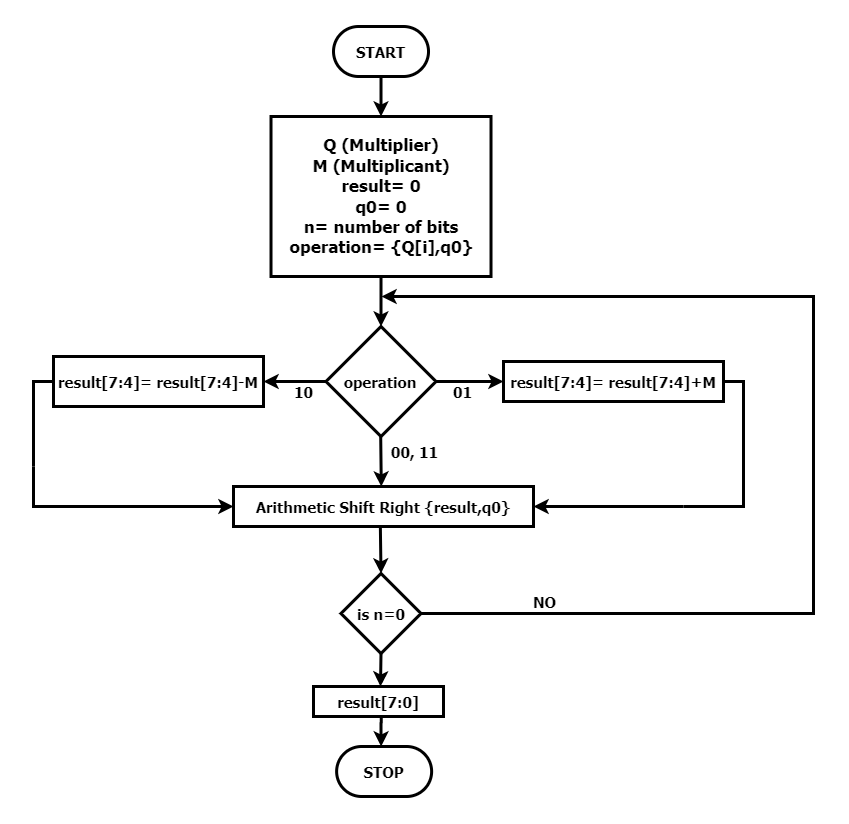 START
Q (Multiplier)
M (Multiplicant)
result= 0
q0= 0
n= number of bits
operation= {Q[i],q0}
result[7:4]= result[7:4]-M
10
operation
01
result[7:4]= result[7:4]+M
00, 11
Arithmetic Shift Right {result,q0}
is n=0
NO
result[7:0]
STOP